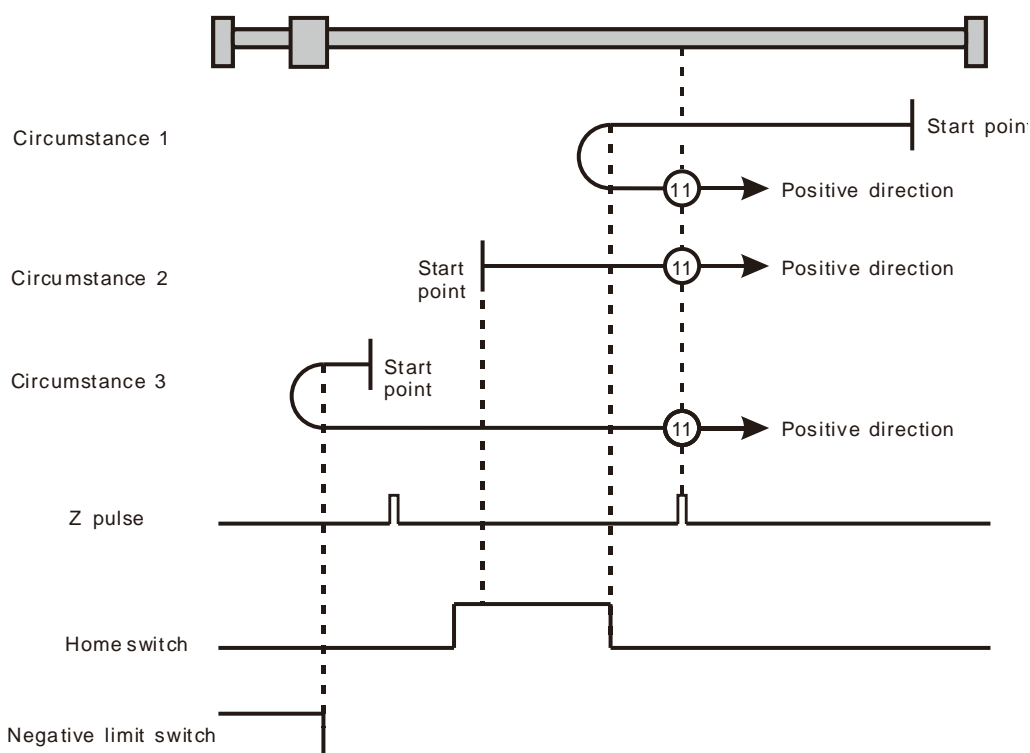 Circumstance 1
Start point
11
Positive direction
Circumstance 2
Start
point
11
Positive direction
Circumstance 3
Start
point
11
Positive direction
Z pulse
Home switch
Negative limit switch